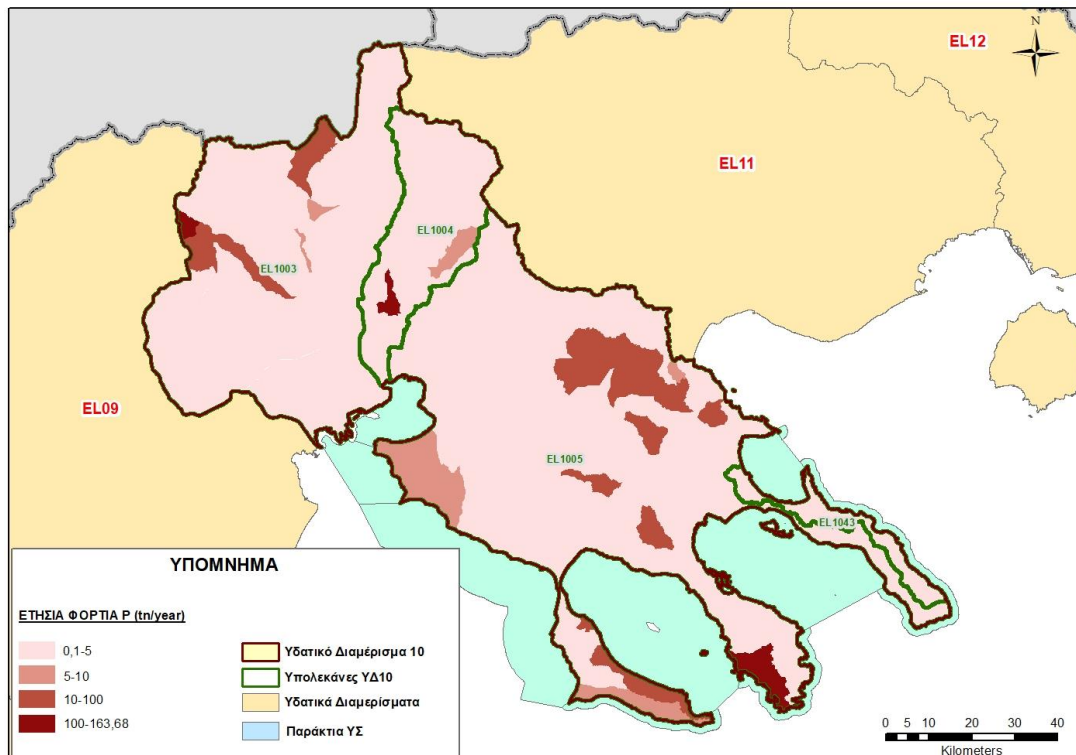 EL12
N
EL11
EL1004
EL1003
EL09
EL1005
EL1043
ΥΠΟΜΝΗΜΑ
ΕΤΗΣΙΑ ΦΟΡΤΙΑ P (tn/year)
0,1-5
5-10
10-100
100-163,68
Υδατικό Διαμέρισμα 10
Υπολεκάνες ΥΔ10
Υδατικά Διαμερίσματα
Παράκτια ΥΣ
0 5 10 20 30 40
Kilometers